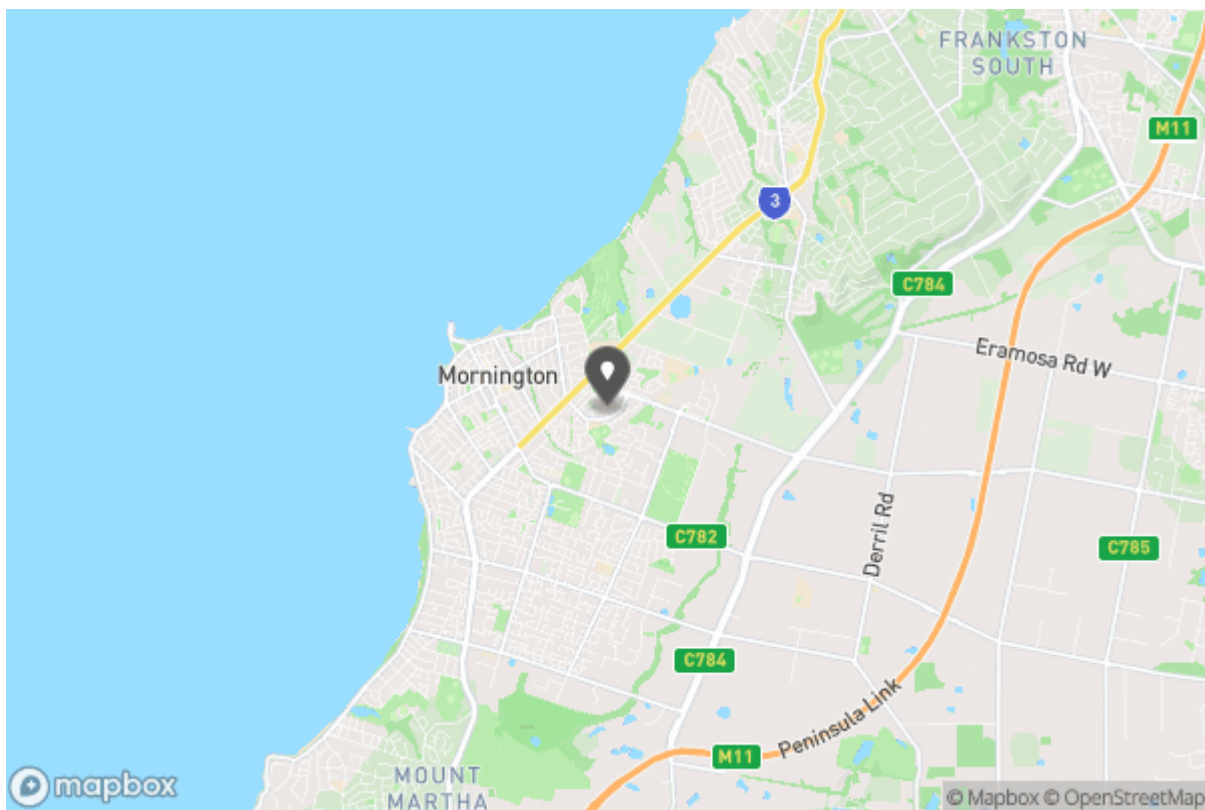 FRANKSTON
SOUTH
M11
3
C784
Eramosa Rd W
Mornington
Derril Rd
C782
C785
C784
Peninsula Link
M11
MOUNT
MARTHA
mapbox
© Mapbox © OpenStreetMap